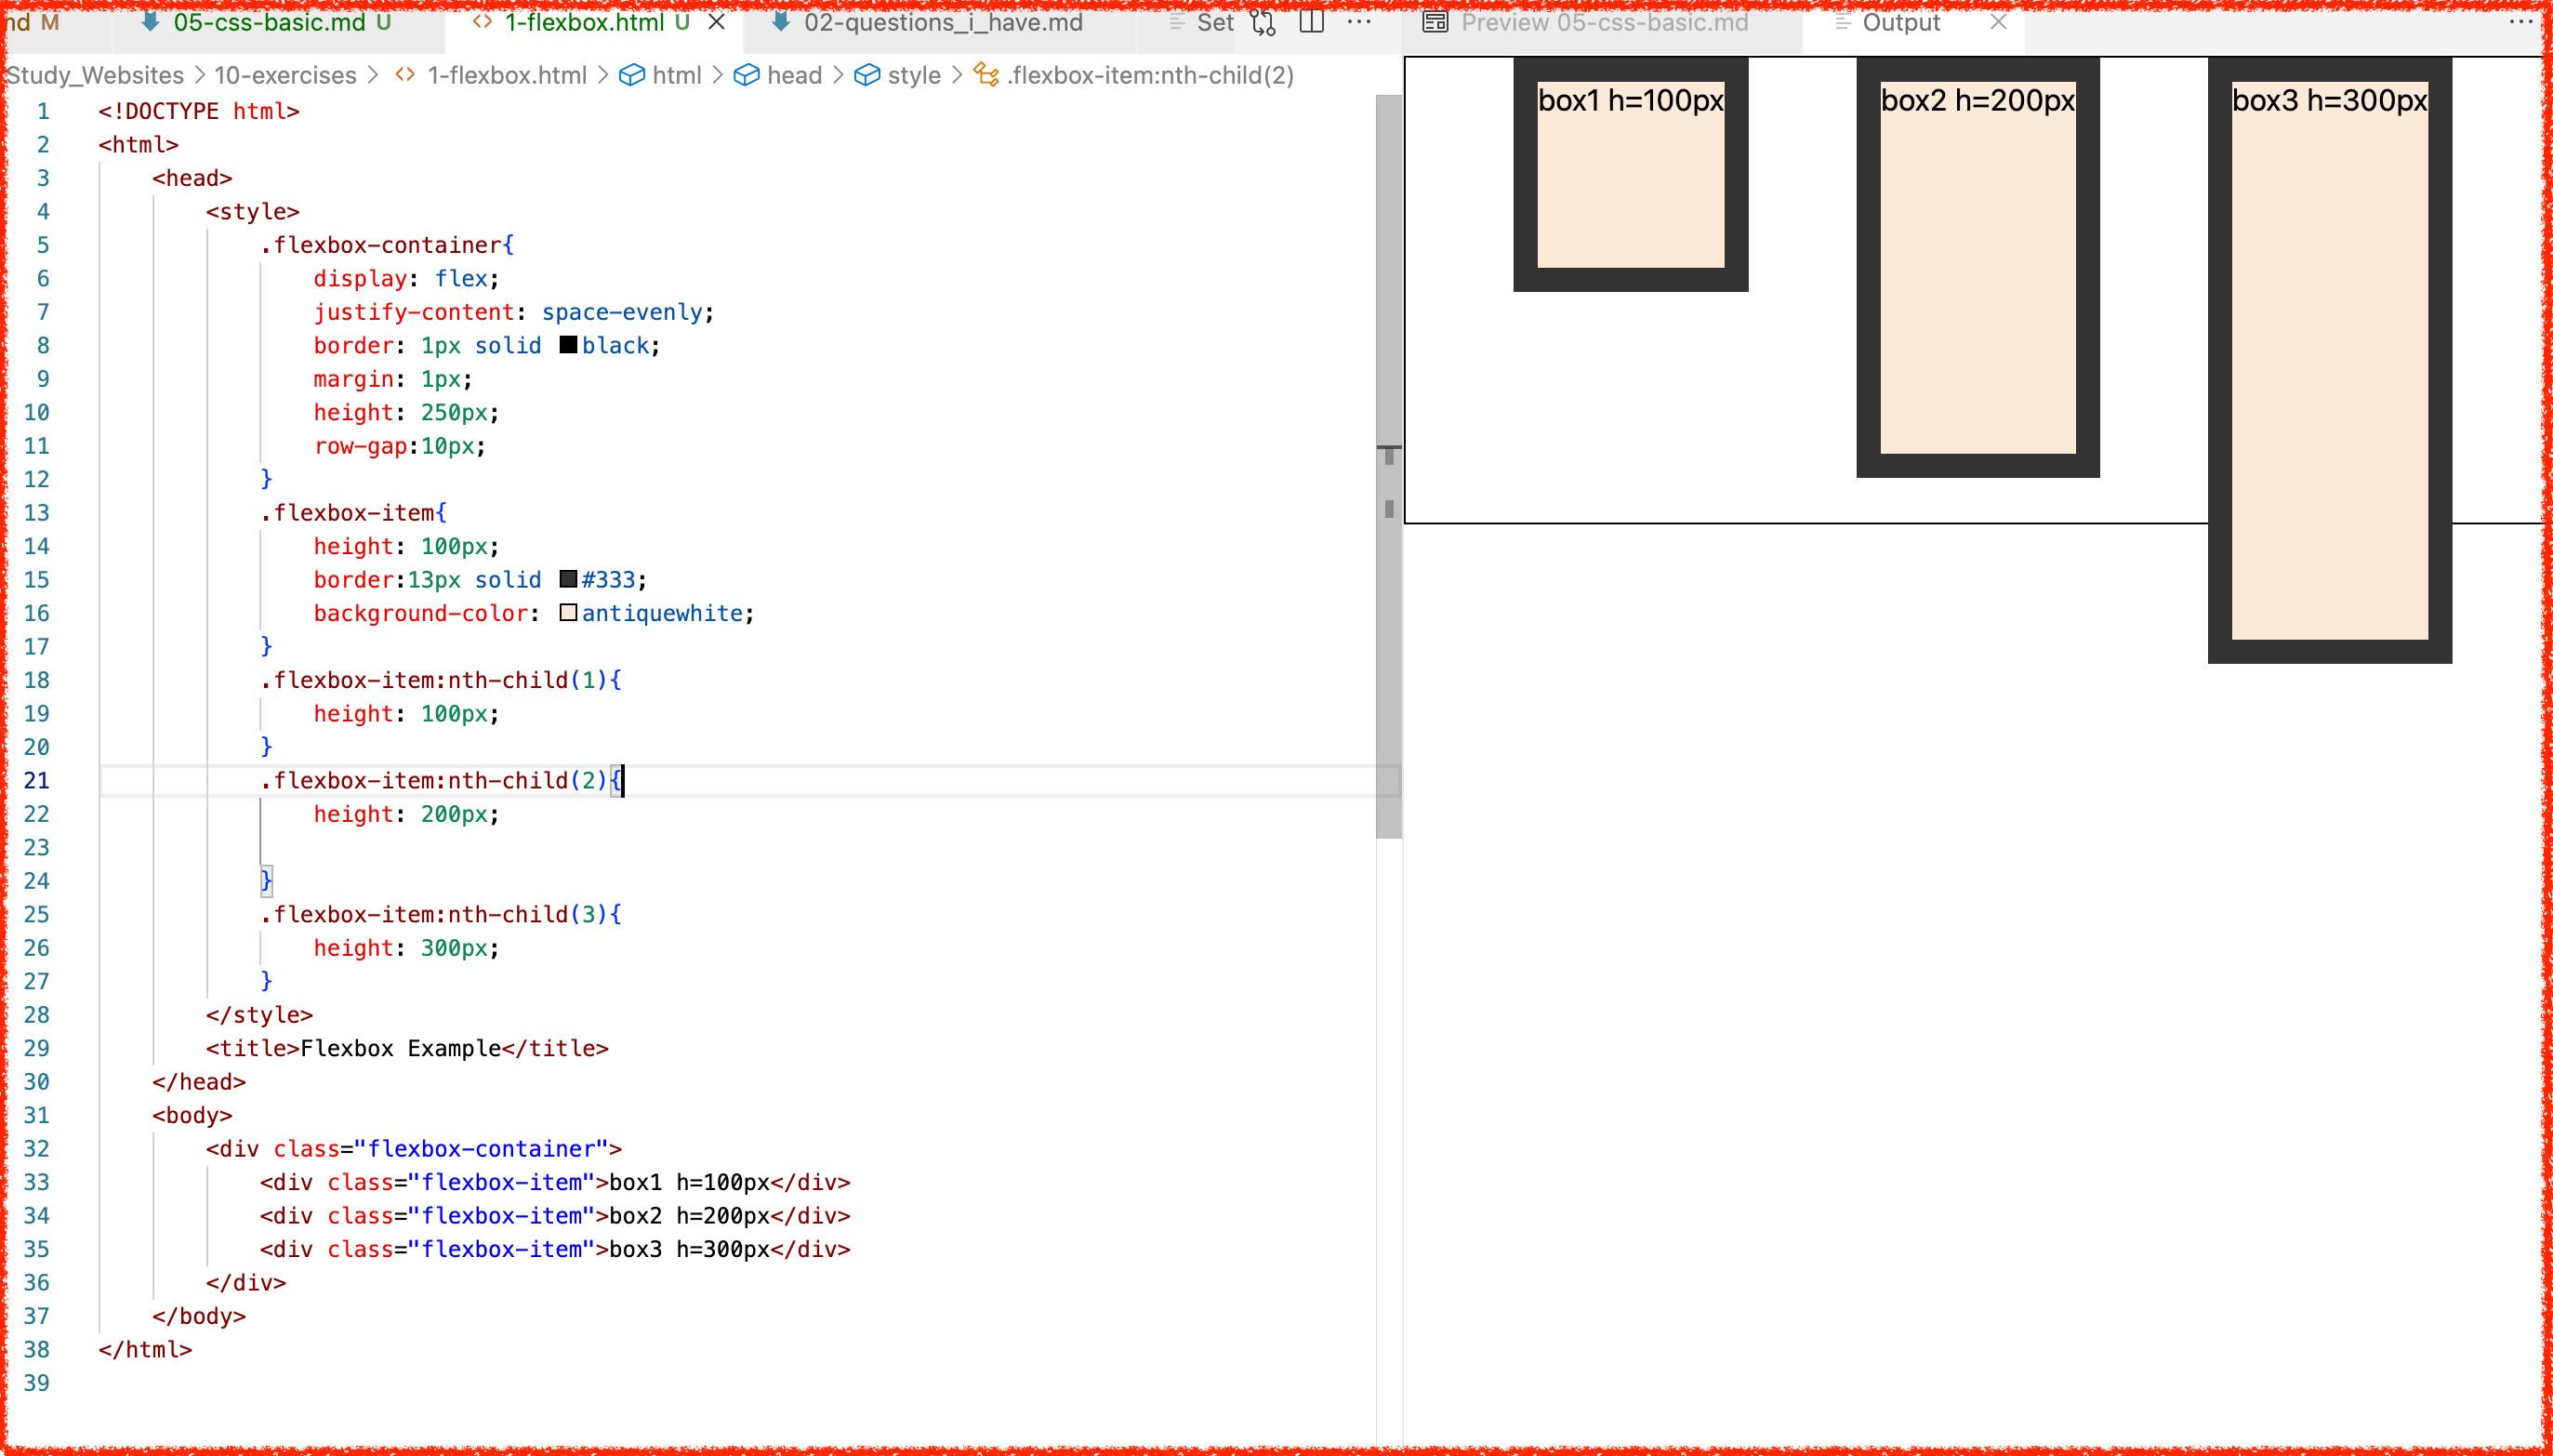 nd M 05-css-basic.md U <> 1-flexbox.html U 02-questions_i_have.md Set Preview 05-css-basic.md Output
Study_Websites > 10-exercises > <> 1-flexbox.html > html > head > style > .flexbox-item:nth-child(2)
1 <!DOCTYPE html>
2 <html>
3 <head>
4 <style>
5 .flexbox-container{
6 display: flex;
7 justify-content: space-evenly;
8 border: 1px solid black;
9 margin: 1px;
10 height: 250px;
11 row-gap:10px;
12 }
13 .flexbox-item{
14 height: 100px;
15 border:13px solid #333;
16 background-color: antiquewhite;
17 }
18 .flexbox-item:nth-child(1){
19 height: 100px;
20 }
21 .flexbox-item:nth-child(2){
22 height: 200px;
23
24 }
25 .flexbox-item:nth-child(3){
26 height: 300px;
27 }
28 </style>
29 <title>Flexbox Example</title>
30 </head>
31 <body>
32 <div class="flexbox-container">
33 <div class="flexbox-item">box1 h=100px</div>
34 <div class="flexbox-item">box2 h=200px</div>
35 <div class="flexbox-item">box3 h=300px</div>
36 </div>
37 </body>
38 </html>
39
box1 h=100px
box2 h=200px
box3 h=300px